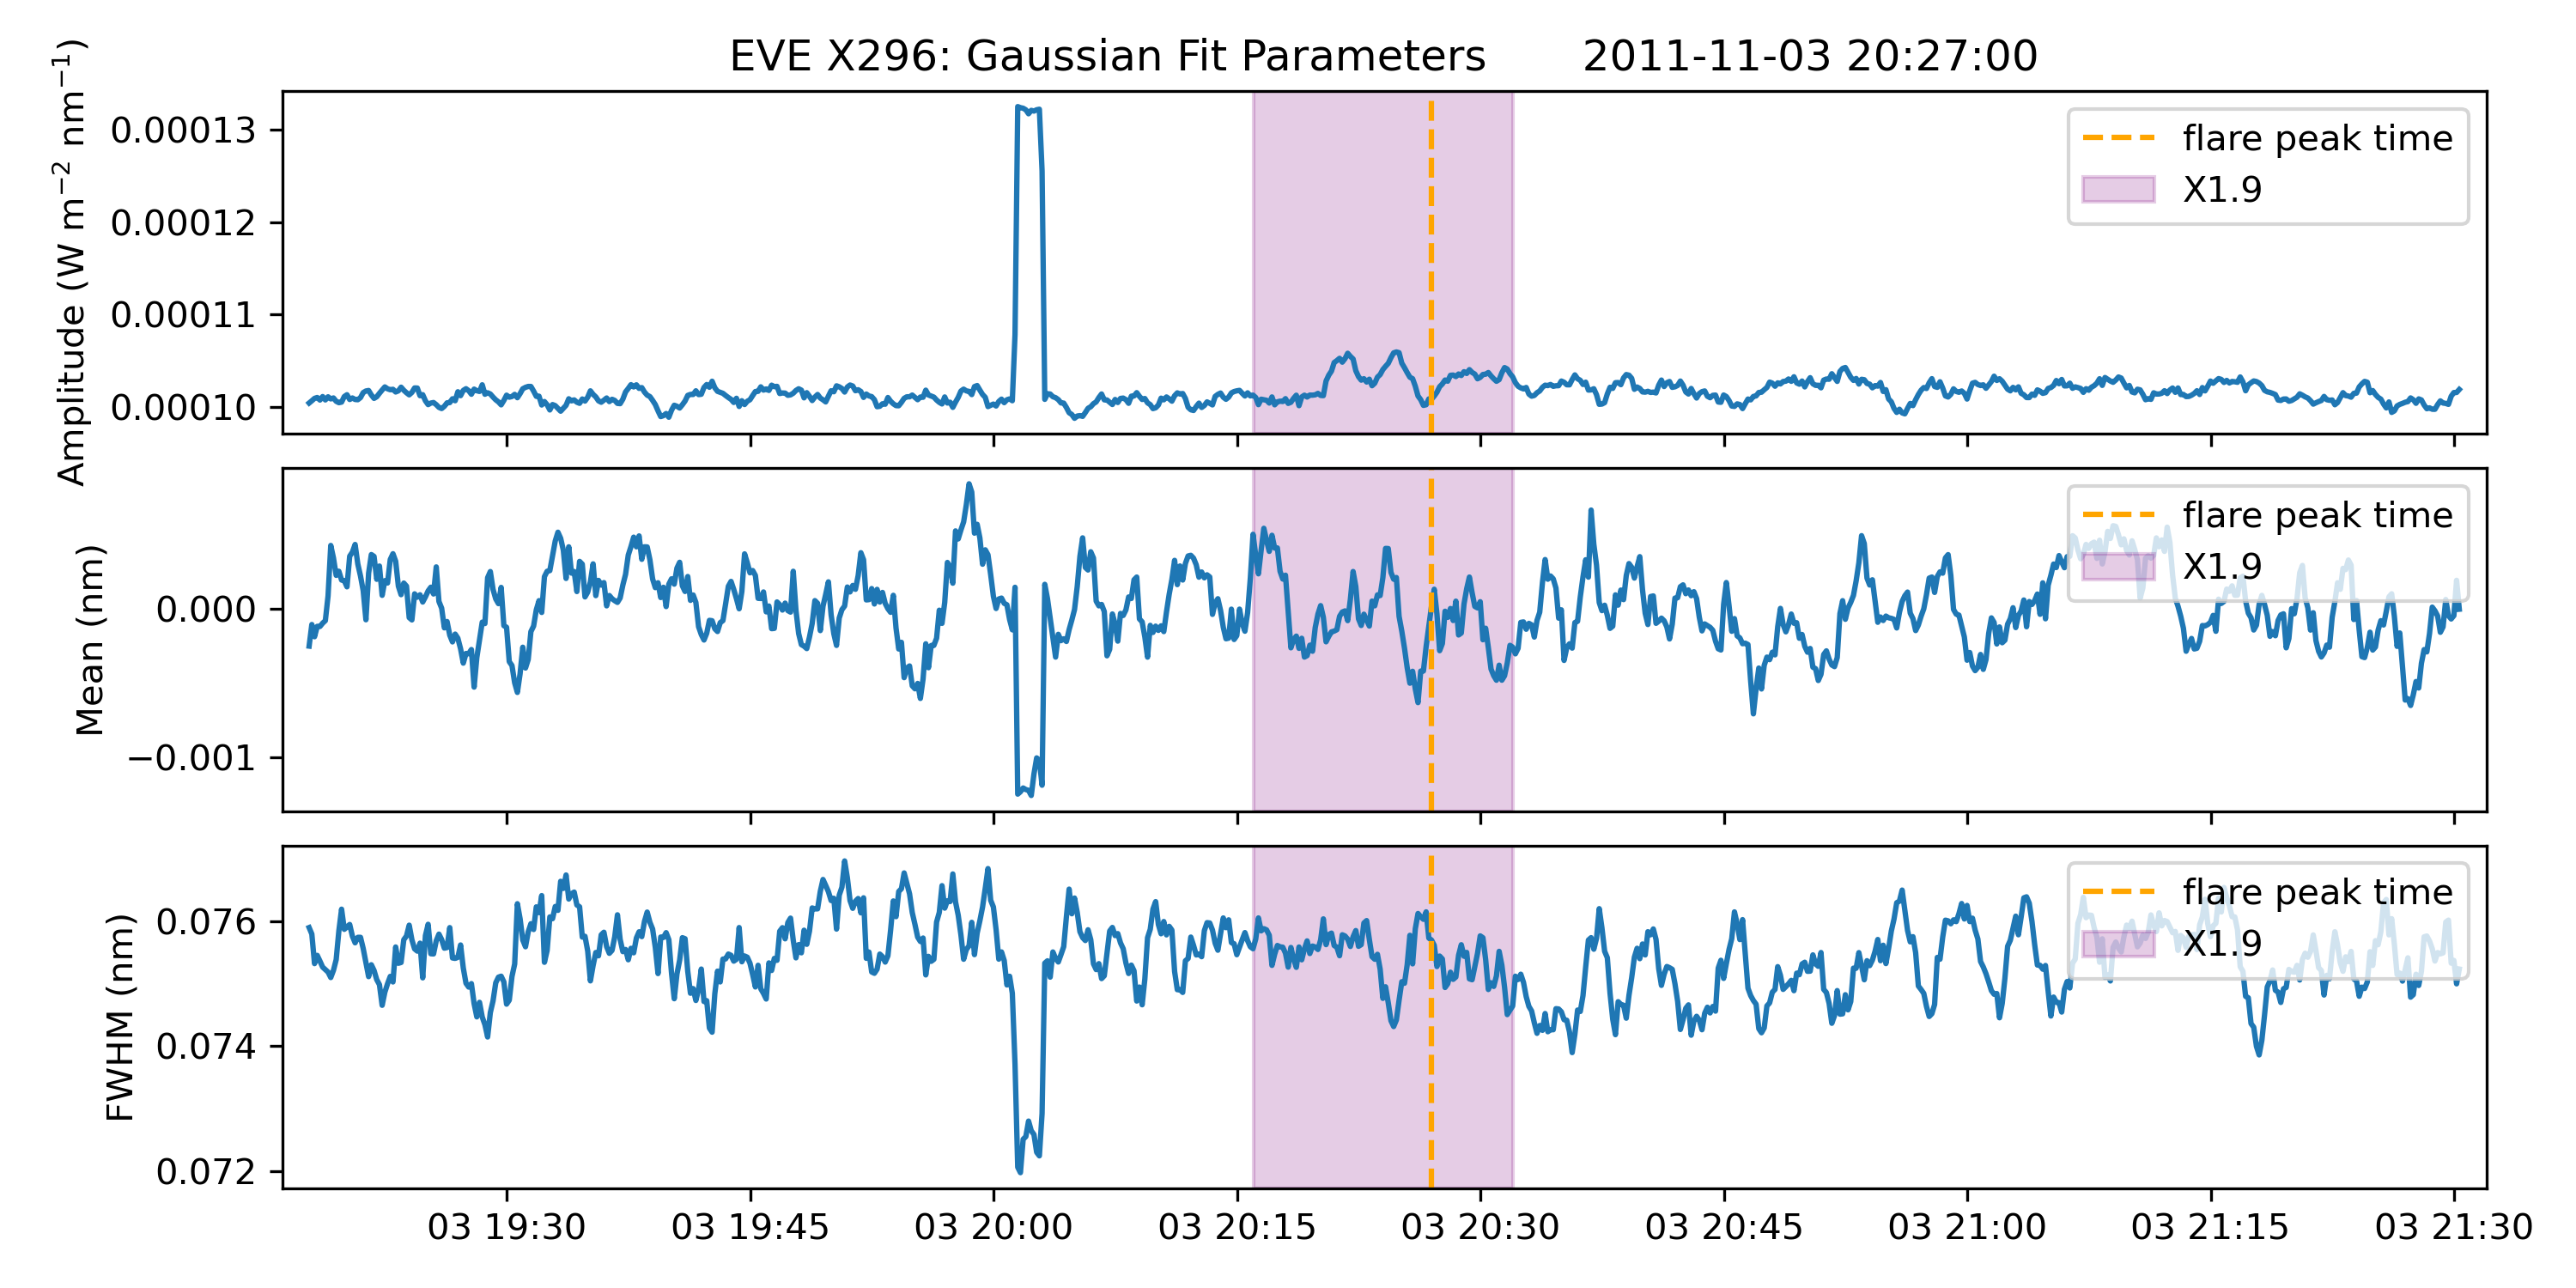 EVE X296: Gaussian Fit Parameters 2011-11-03 20:27:00
Amplitude (W m⁻² nm⁻¹)
0.00013
0.00012
0.00011
0.00010
flare peak time
X1.9
Mean (nm)
0.000
−0.001
flare peak time
X1.9
FWHM (nm)
0.076
0.074
0.072
flare peak time
X1.9
03 19:30 03 19:45 03 20:00 03 20:15 03 20:30 03 20:45 03 21:00 03 21:15 03 21:30